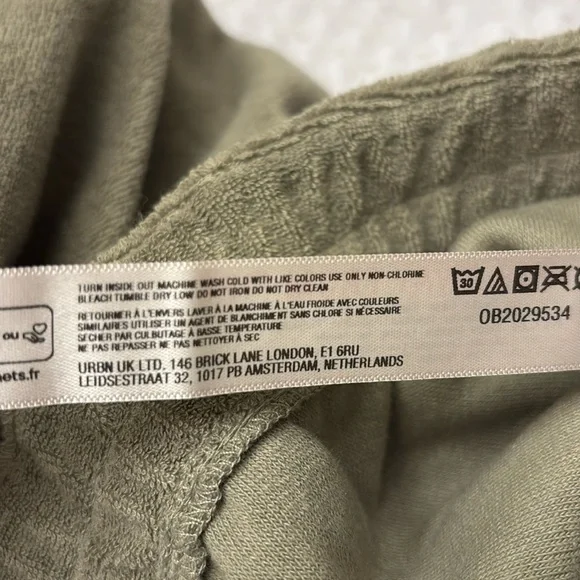 TURN INSIDE OUT MACHINE WASH COLD WITH LIKE COLORS USE ONLY NON-CHLORINE
BLEACH TUMBLE DRY LOW DO NOT IRON DO NOT DRY CLEAN
RETOURNER À L'ENVERS LAVER À LA MACHINE À L'EAU FROIDE AVEC COULEURS
SIMILAIRES UTILISER UN AGENT DE BLANCHIMENT SANS CHLORE SI NÉCESSAIRE
SÉCHER PAR CULBUTAGE À BASSE TEMPÉRATURE
NE PAS REPASSER NE PAS NETTOYER À SEC
URBN UK LTD. 146 BRICK LANE LONDON, E1 6RU
LEIDSESTRAAT 32, 1017 PB AMSTERDAM, NETHERLANDS
30
OB2029534
OU
ets.fr